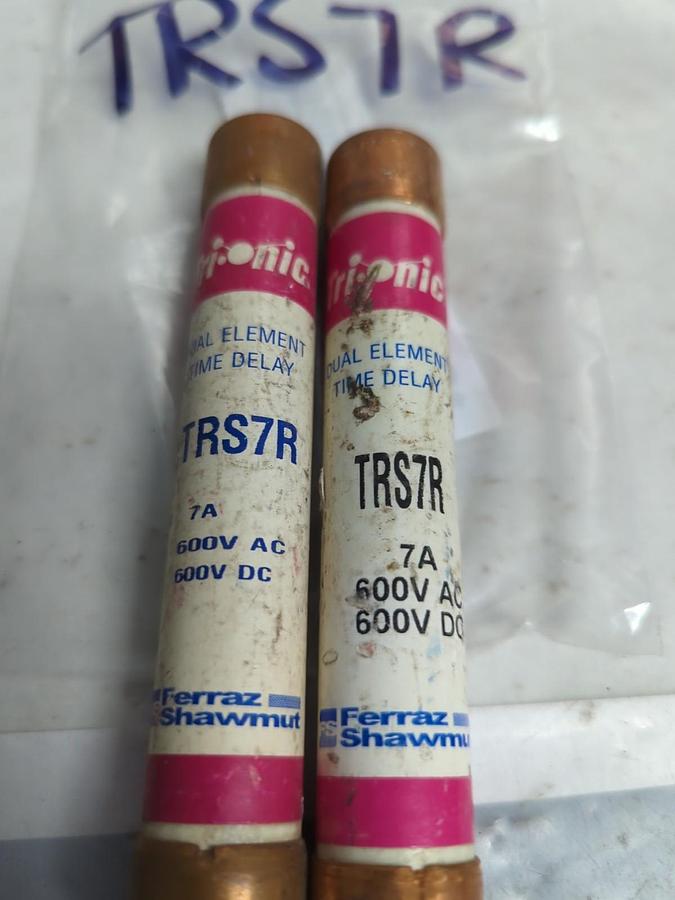 TRS7R
Tri-onic
DUAL ELEMENT
TIME DELAY
TRS7R
7A
600V AC
600V DC
Ferraz
Shawmut
Tri-onic
DUAL ELEMENT
TIME DELAY
TRS7R
7A
600V AC
600V DC
Ferraz
Shawmut